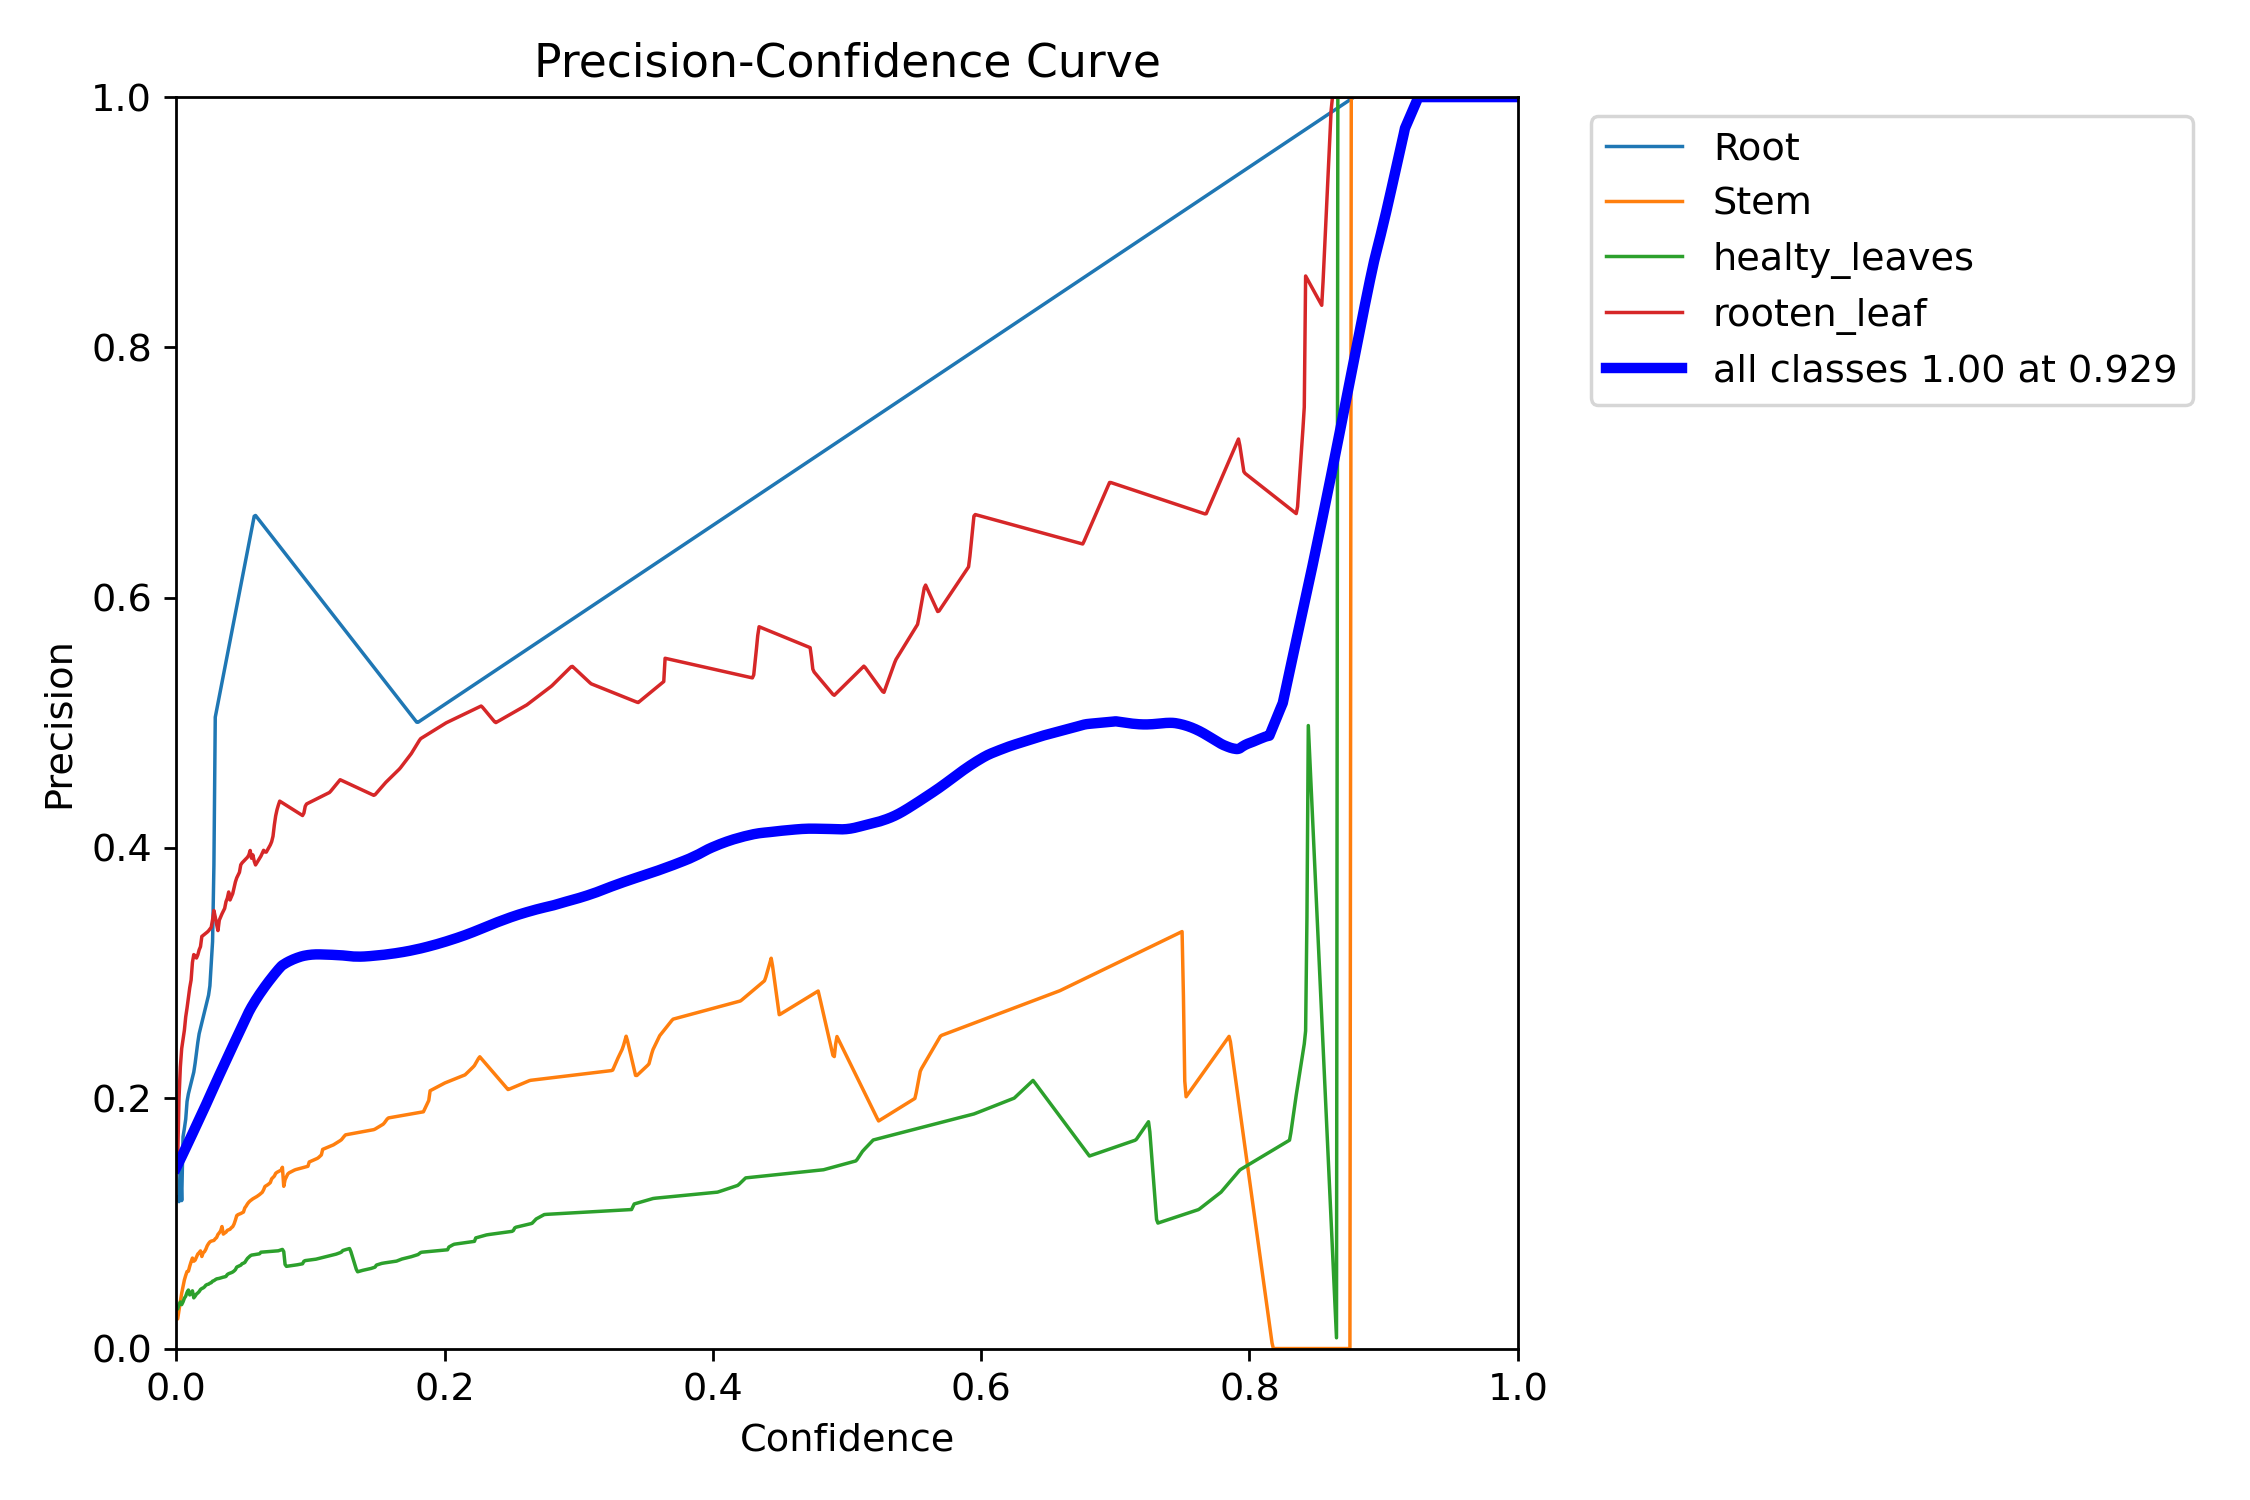 Precision-Confidence Curve
1.0
0.8
0.6
0.4
0.2
0.0
Precision
0.0 0.2 0.4 0.6 0.8 1.0
Confidence
Root
Stem
healty_leaves
rooten_leaf
all classes 1.00 at 0.929